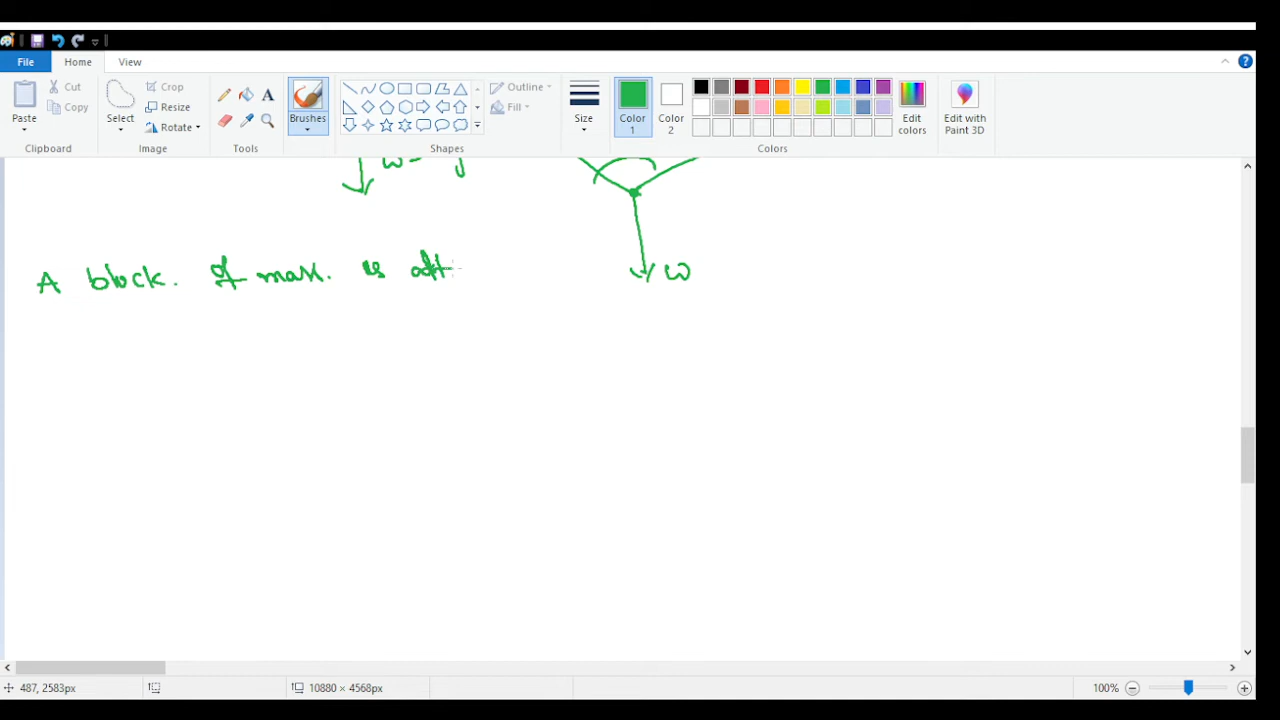 File
Home
View
Paste
Cut
Copy
Clipboard
Select
Crop
Resize
Rotate
Image
A
Tools
Brushes
Outline
Fill
Shapes
Size
Color 1
Color 2
Edit colors
Colors
Edit with Paint 3D
w
w
A block. of mass. is att
487, 2583px
10880 × 4568px
100%